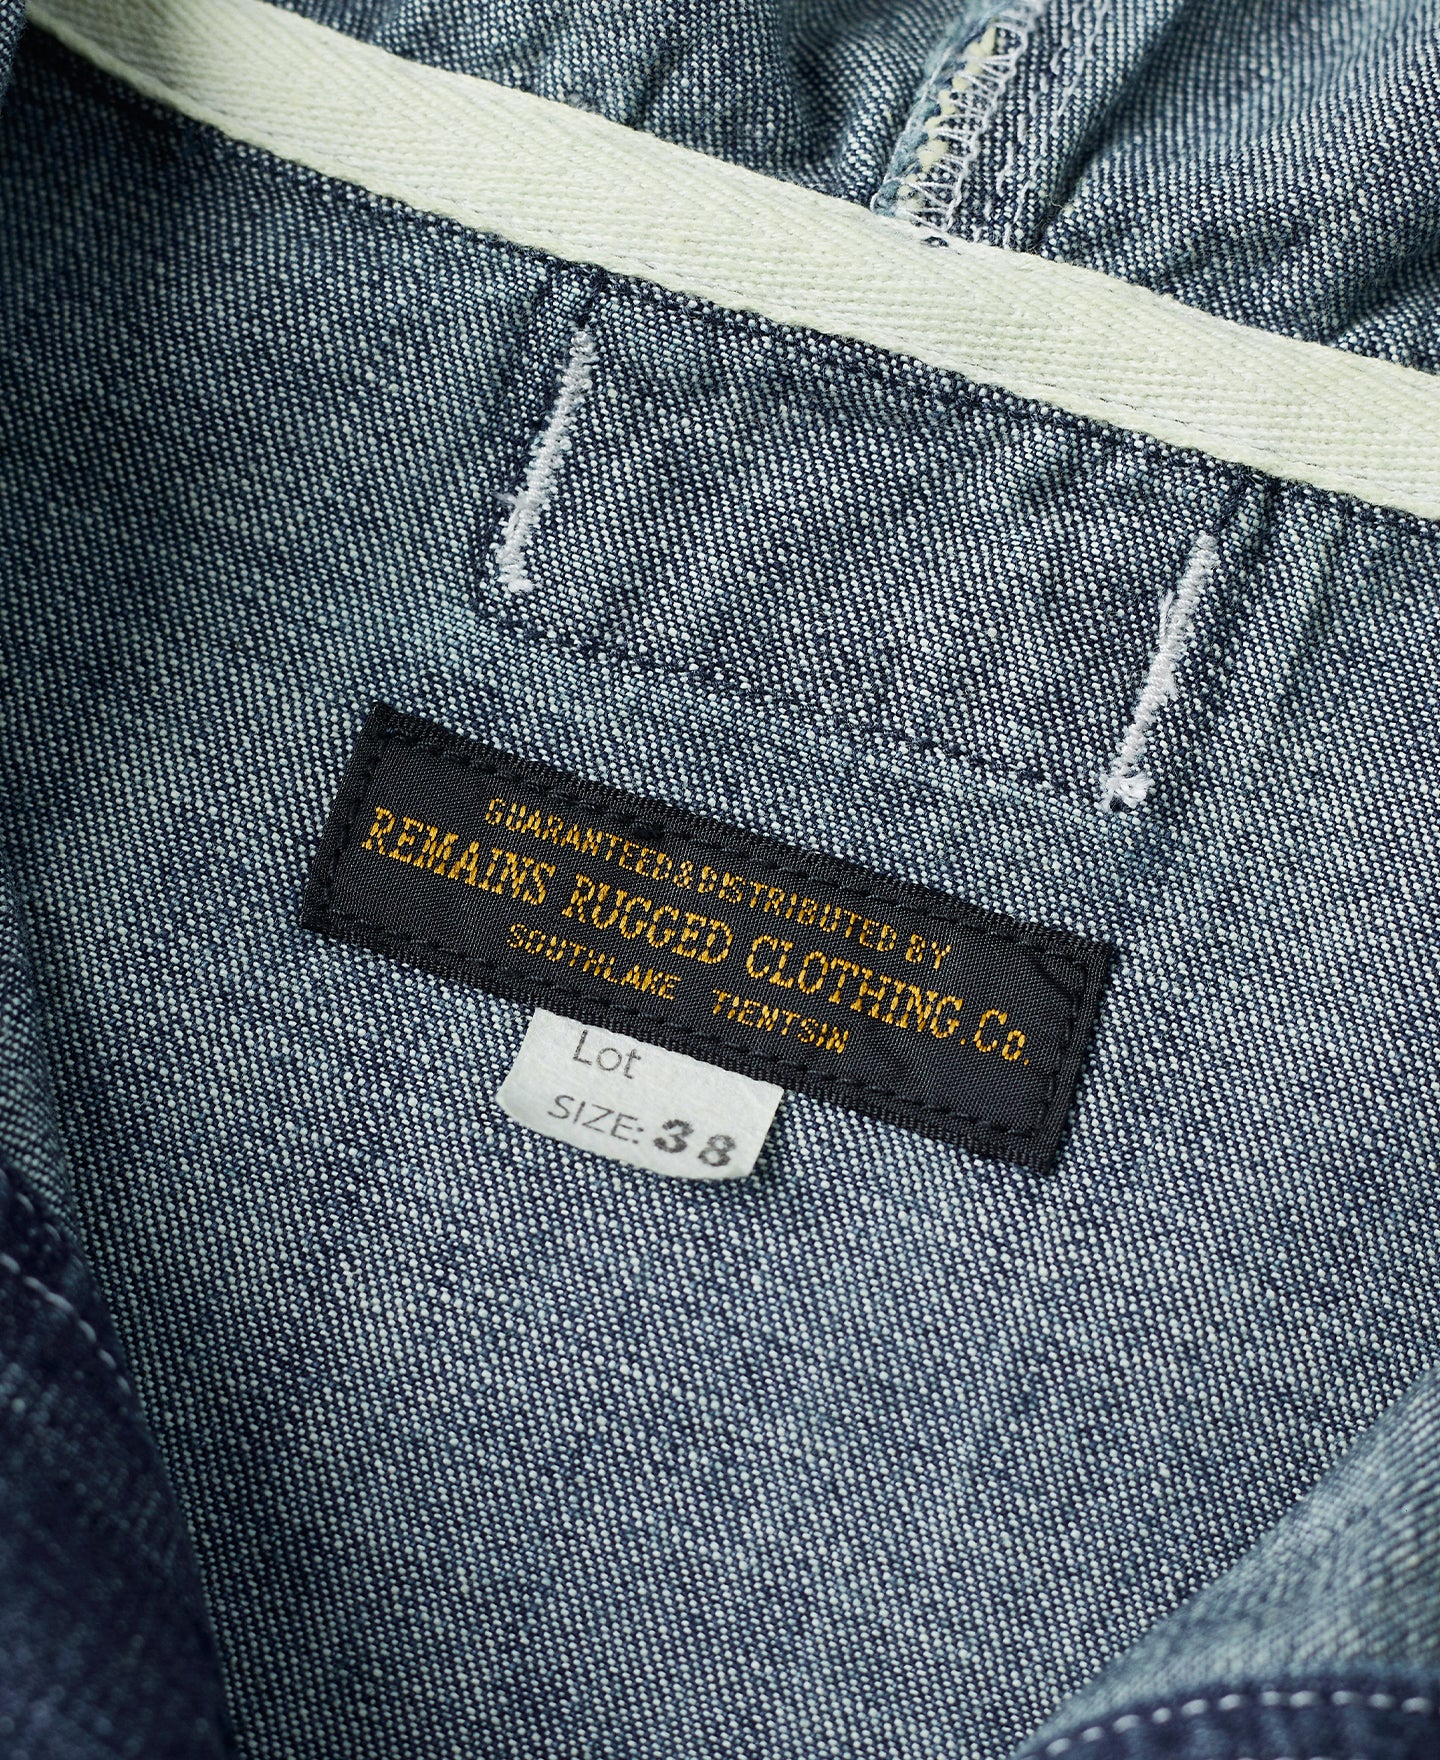 GUARANTEED & DISTRIBUTED BY
REMAINS RUGGED CLOTHING.Co.
SOUTHLAKE TIENTSIN
Lot
SIZE: 38